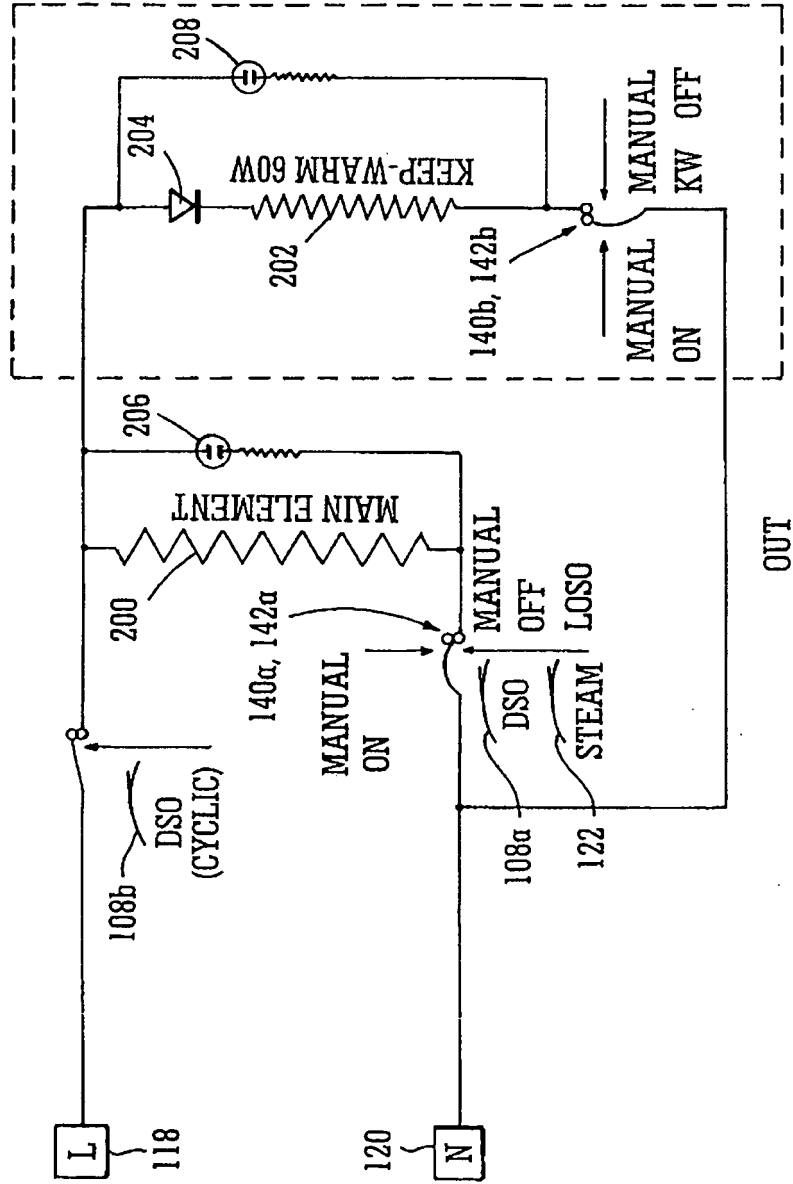 L
118
108b
DSO
(CYCLIC)
200
MAIN ELEMENT
206
204
208
202
KEEP-WARM 60W
140b, 142b
MANUAL
ON
MANUAL
KW OFF
140a, 142a
MANUAL
ON
MANUAL
OFF
LOSO
DSO
STEAM
108a
122
N
120
OUT